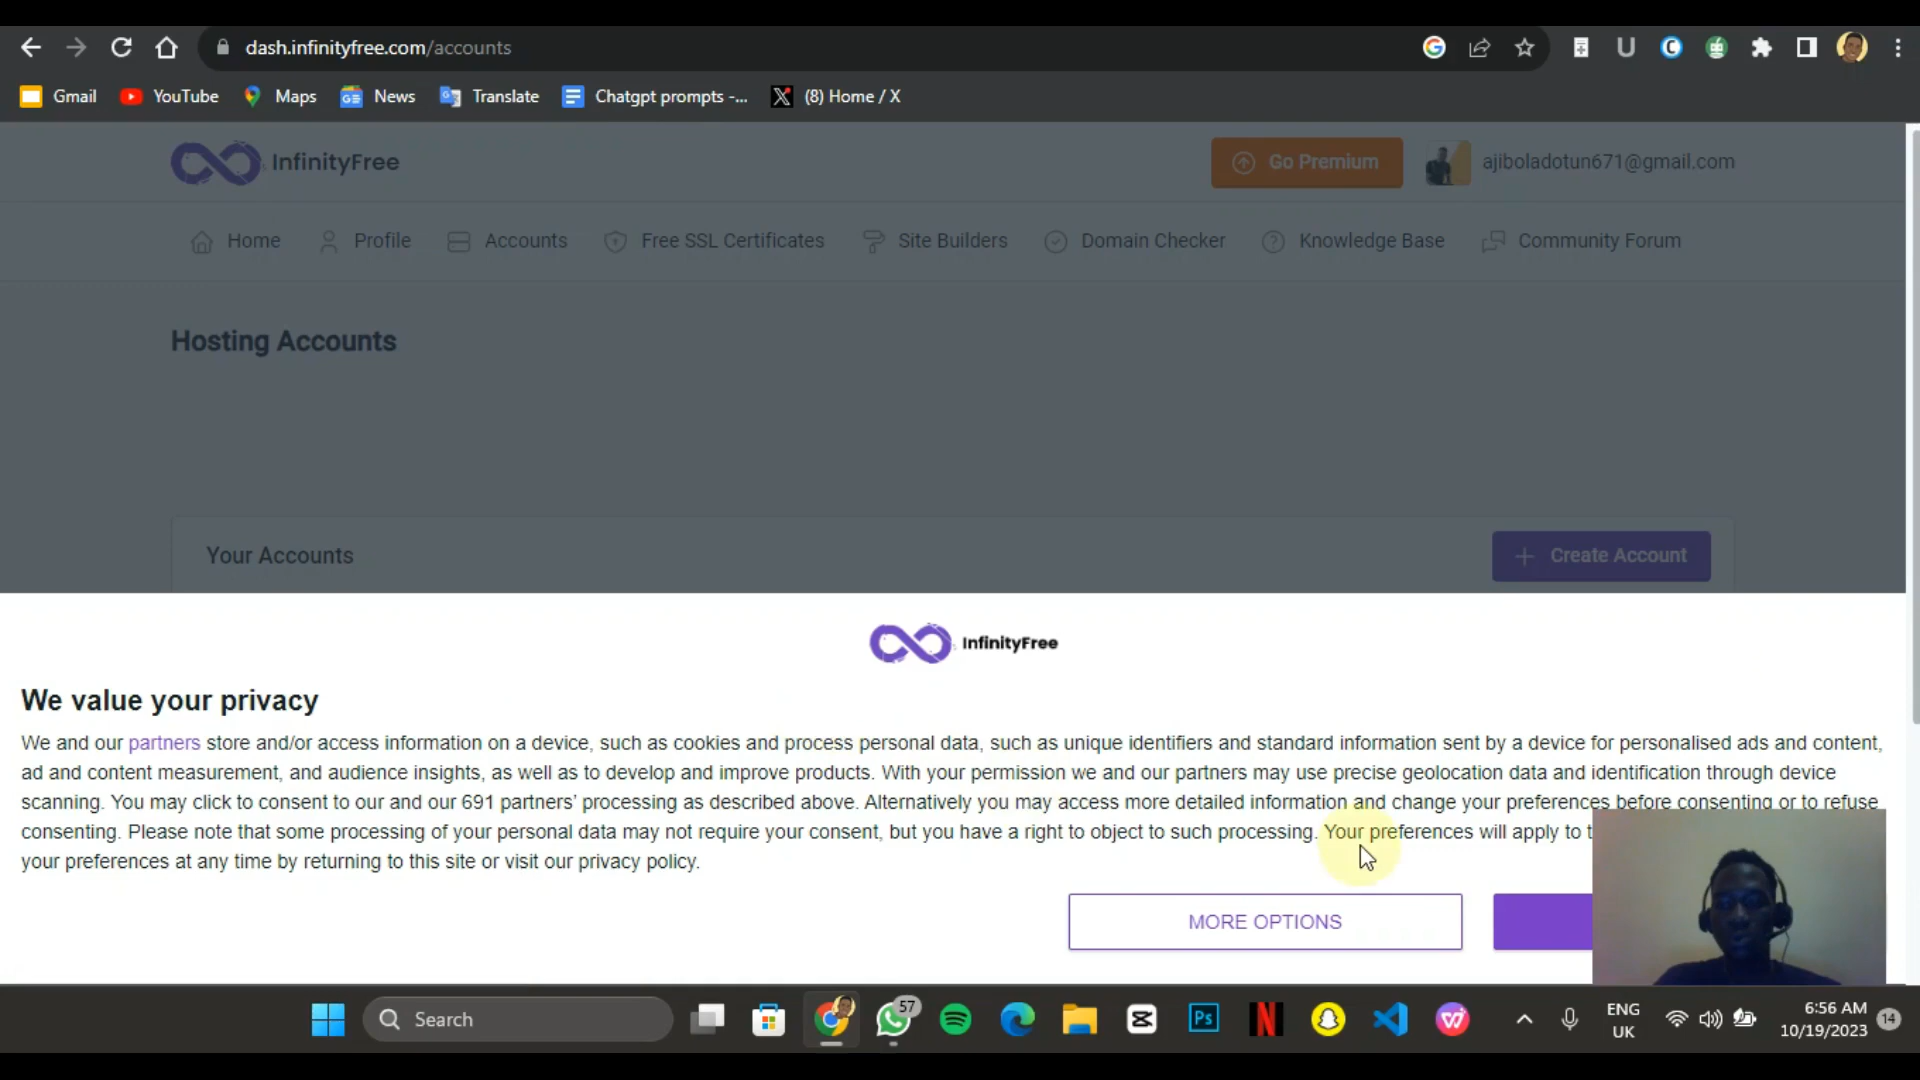 dash.infinityfree.com/accounts
Gmail YouTube Maps News Translate Chatgpt prompts -... (8) Home / X
InfinityFree Go Premium ajiboladotun671@gmail.com
Home Profile Accounts Free SSL Certificates Site Builders Domain Checker Knowledge Base Community Forum
Hosting Accounts
Your Accounts + Create Account
InfinityFree
We value your privacy
We and our partners store and/or access information on a device, such as cookies and process personal data, such as unique identifiers and standard information sent by a device for personalised ads and content,
ad and content measurement, and audience insights, as well as to develop and improve products. With your permission we and our partners may use precise geolocation data and identification through device
scanning. You may click to consent to our and our 691 partners’ processing as described above. Alternatively you may access more detailed information and change your preferences before consenting or to refuse
consenting. Please note that some processing of your personal data may not require your consent, but you have a right to object to such processing. Your preferences will apply to
your preferences at any time by returning to this site or visit our privacy policy.
MORE OPTIONS
Search 57 Ps ENG 6:56 AM
UK 10/19/2023 14